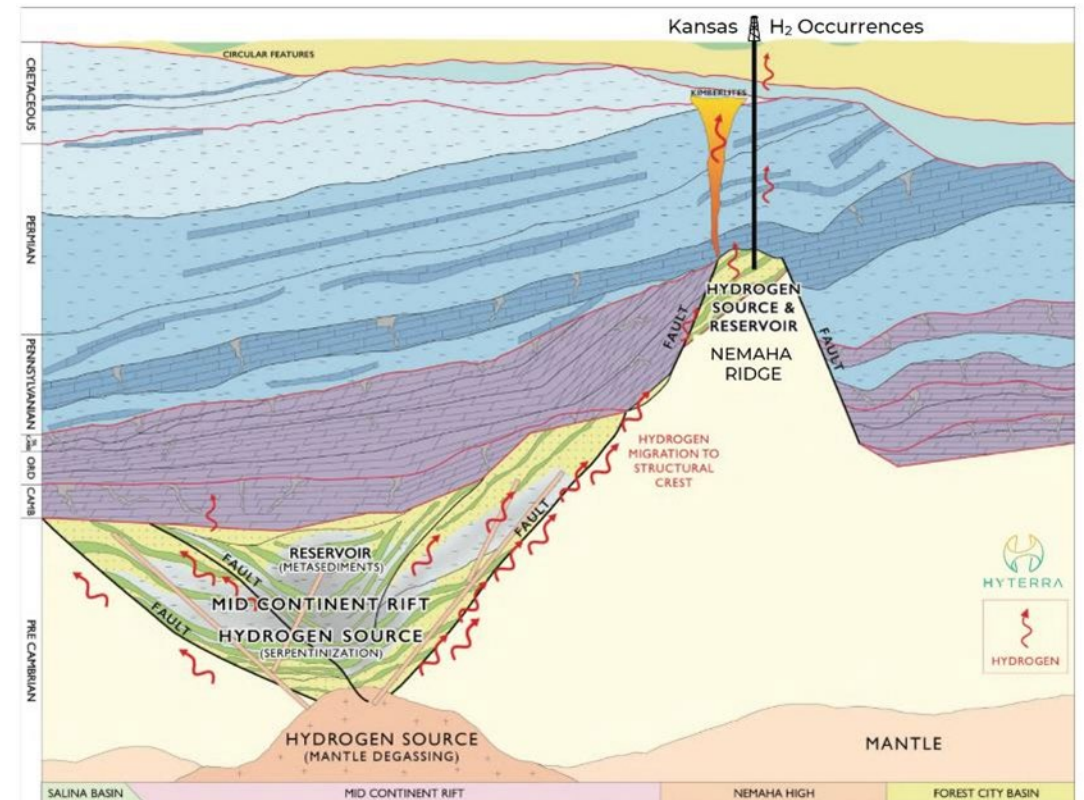 Kansas H₂ Occurrences
CIRCULAR FEATURES
KIMBERLITES
CRETACEOUS
PERMIAN
PENNSYLVANIAN
ORD
CAMB
PRE CAMBRIAN
HYDROGEN
SOURCE &
RESERVOIR
NEMAHA
RIDGE
FAULT
FAULT
HYDROGEN
MIGRATION TO
STRUCTURAL
CREST
FAULT
RESERVOIR
(METASEDIMENTS)
FAULT
MID CONTINENT RIFT
FAULT
HYDROGEN SOURCE
(SERPENTINIZATION)
HYTERRA
HYDROGEN
HYDROGEN SOURCE
(MANTLE DEGASSING)
MANTLE
SALINA BASIN
MID CONTINENT RIFT
NEMAHA HIGH
FOREST CITY BASIN